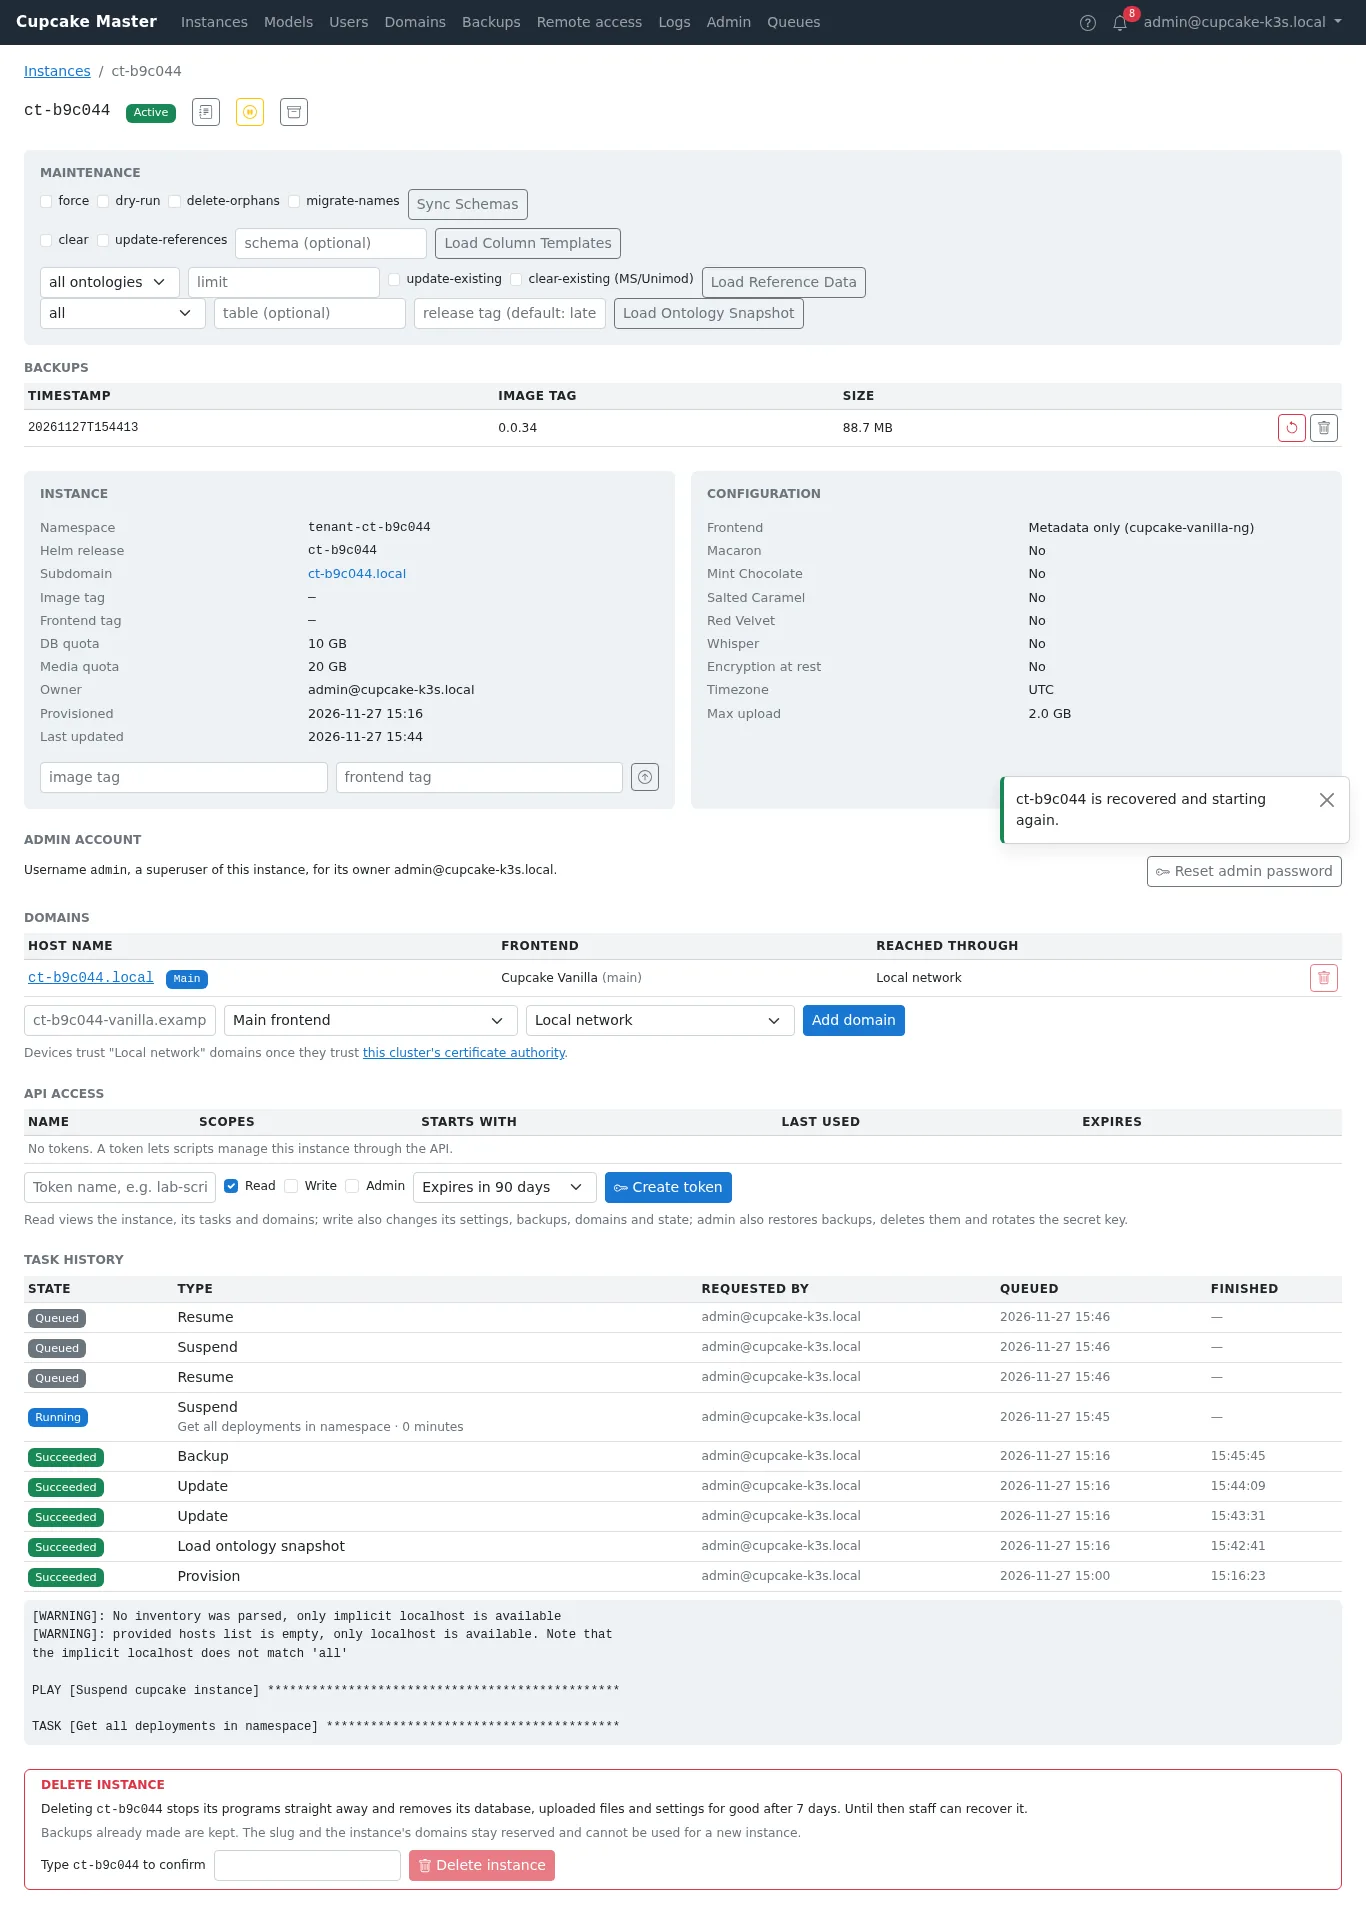 Cupcake Master Instances Models Users Domains Backups Remote access Logs Admin Queues 8 admin@cupcake-k3s.local
Instances / ct-b9c044
ct-b9c044 Active
MAINTENANCE
force dry-run delete-orphans migrate-names Sync Schemas
clear update-references schema (optional) Load Column Templates
all ontologies limit update-existing clear-existing (MS/Unimod) Load Reference Data
all table (optional) release tag (default: late Load Ontology Snapshot
BACKUPS
TIMESTAMP IMAGE TAG SIZE
20261127T154413 0.0.34 88.7 MB
INSTANCE
Namespace tenant-ct-b9c044
Helm release ct-b9c044
Subdomain ct-b9c044.local
Image tag –
Frontend tag –
DB quota 10 GB
Media quota 20 GB
Owner admin@cupcake-k3s.local
Provisioned 2026-11-27 15:16
Last updated 2026-11-27 15:44
image tag frontend tag
CONFIGURATION
Frontend Metadata only (cupcake-vanilla-ng)
Macaron No
Mint Chocolate No
Salted Caramel No
Red Velvet No
Whisper No
Encryption at rest No
Timezone UTC
Max upload 2.0 GB
ct-b9c044 is recovered and starting
again.
ADMIN ACCOUNT
Username admin, a superuser of this instance, for its owner admin@cupcake-k3s.local. Reset admin password
DOMAINS
HOST NAME FRONTEND REACHED THROUGH
ct-b9c044.local Main Cupcake Vanilla (main) Local network
ct-b9c044-vanilla.examp Main frontend Local network Add domain
Devices trust "Local network" domains once they trust this cluster's certificate authority.
API ACCESS
NAME SCOPES STARTS WITH LAST USED EXPIRES
No tokens. A token lets scripts manage this instance through the API.
Token name, e.g. lab-scri Read Write Admin Expires in 90 days Create token
Read views the instance, its tasks and domains; write also changes its settings, backups, domains and state; admin also restores backups, deletes them and rotates the secret key.
TASK HISTORY
STATE TYPE REQUESTED BY QUEUED FINISHED
Queued Resume admin@cupcake-k3s.local 2026-11-27 15:46 —
Queued Suspend admin@cupcake-k3s.local 2026-11-27 15:46 —
Queued Resume admin@cupcake-k3s.local 2026-11-27 15:46 —
Running Suspend admin@cupcake-k3s.local 2026-11-27 15:45 —
Get all deployments in namespace · 0 minutes
Succeeded Backup admin@cupcake-k3s.local 2026-11-27 15:16 15:45:45
Succeeded Update admin@cupcake-k3s.local 2026-11-27 15:16 15:44:09
Succeeded Update admin@cupcake-k3s.local 2026-11-27 15:16 15:43:31
Succeeded Load ontology snapshot admin@cupcake-k3s.local 2026-11-27 15:16 15:42:41
Succeeded Provision admin@cupcake-k3s.local 2026-11-27 15:00 15:16:23
[WARNING]: No inventory was parsed, only implicit localhost is available
[WARNING]: provided hosts list is empty, only localhost is available. Note that
the implicit localhost does not match 'all'
PLAY [Suspend cupcake instance] ************************************************
TASK [Get all deployments in namespace] ****************************************
DELETE INSTANCE
Deleting ct-b9c044 stops its programs straight away and removes its database, uploaded files and settings for good after 7 days. Until then staff can recover it.
Backups already made are kept. The slug and the instance's domains stay reserved and cannot be used for a new instance.
Type ct-b9c044 to confirm Delete instance